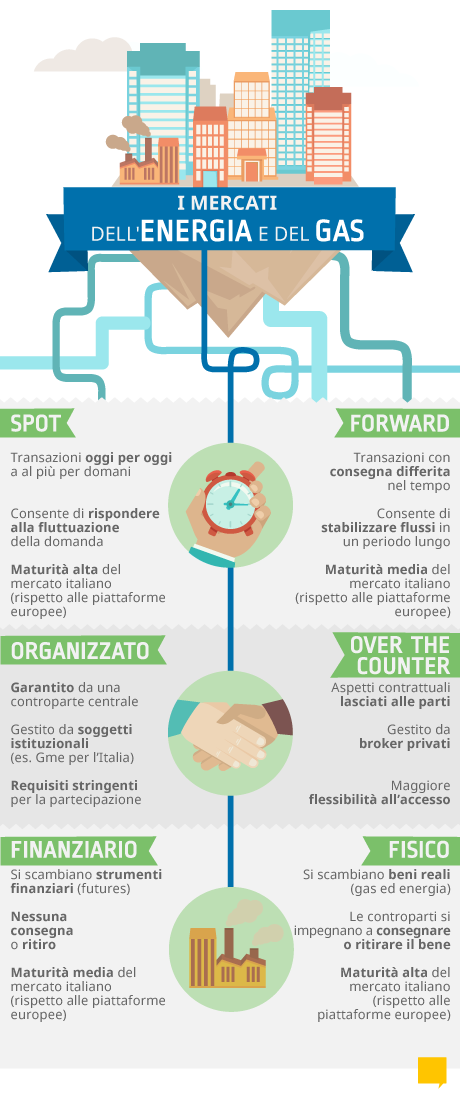 I MERCATI
DELL'ENERGIA E DEL GAS
SPOT
Transazioni oggi per oggi
a al più per domani
Consente di rispondere
alla fluttuazione
della domanda
Maturità alta del
mercato italiano
(rispetto alle piattaforme
europee)
FORWARD
Transazioni con
consegna differita
nel tempo
Consente di
stabilizzare flussi in
un periodo lungo
Maturità media del
mercato italiano
(rispetto alle piattaforme
europee)
ORGANIZZATO
Garantito da una
controparte centrale
Gestito da soggetti
istituzionali
(es. Gme per l'Italia)
Requisiti stringenti
per la partecipazione
OVER THE
COUNTER
Aspetti contrattuali
lasciati alle parti
Gestito da
broker privati
Maggiore
flessibilità all'accesso
FINANZIARIO
Si scambiano strumenti
finanziari (futures)
Nessuna
consegna
o ritiro
Maturità media del
mercato italiano
(rispetto alle piattaforme
europee)
FISICO
Si scambiano beni reali
(gas ed energia)
Le controparti si
impegnano a consegnare
o ritirare il bene
Maturità alta del
mercato italiano
(rispetto alle
piattaforme europee)